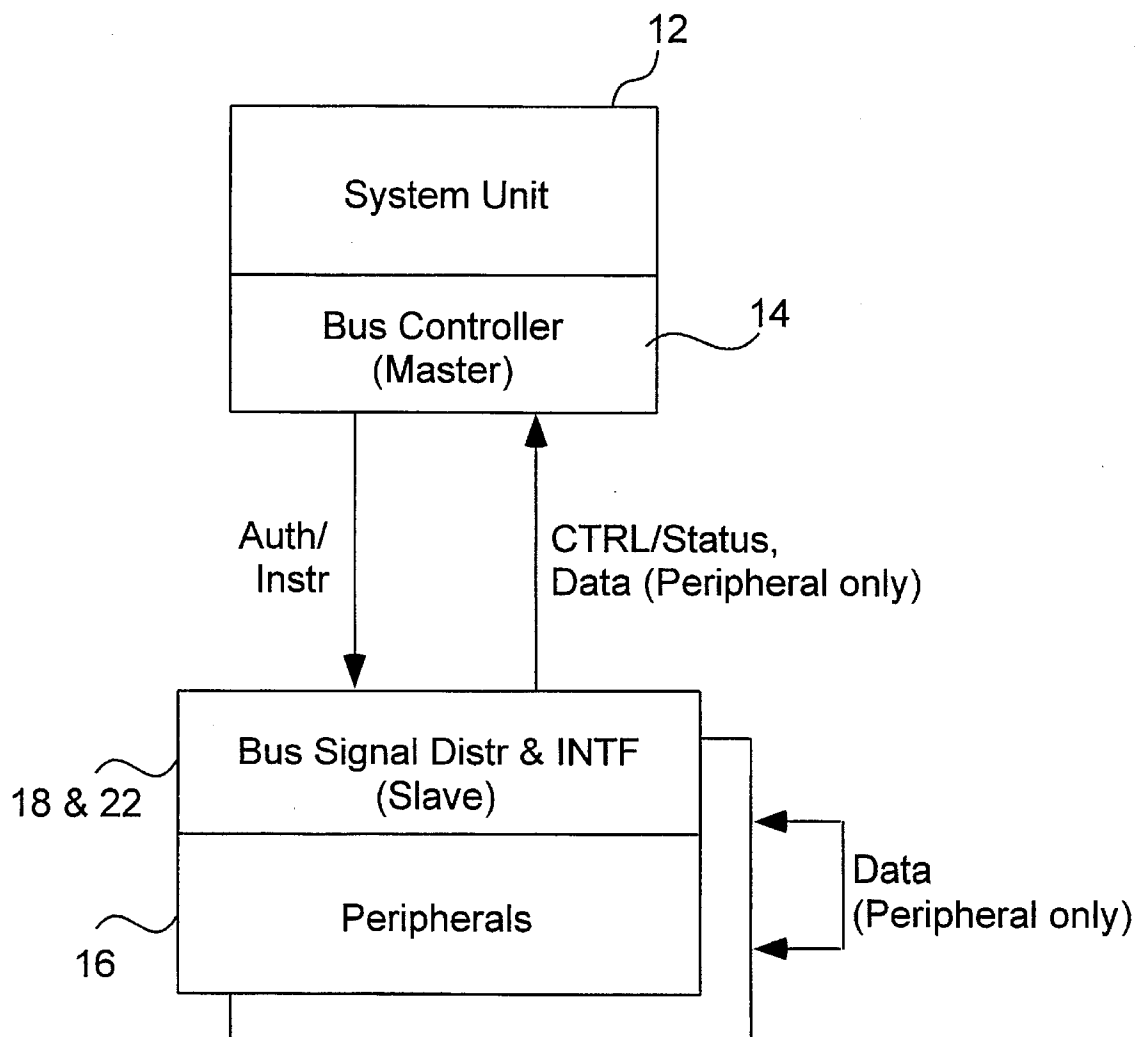 12
System Unit
14
Bus Controller
(Master)
Auth/
Instr
CTRL/Status,
Data (Peripheral only)
Bus Signal Distr & INTF
(Slave)
18 & 22
Data
(Peripheral only)
Peripherals
16